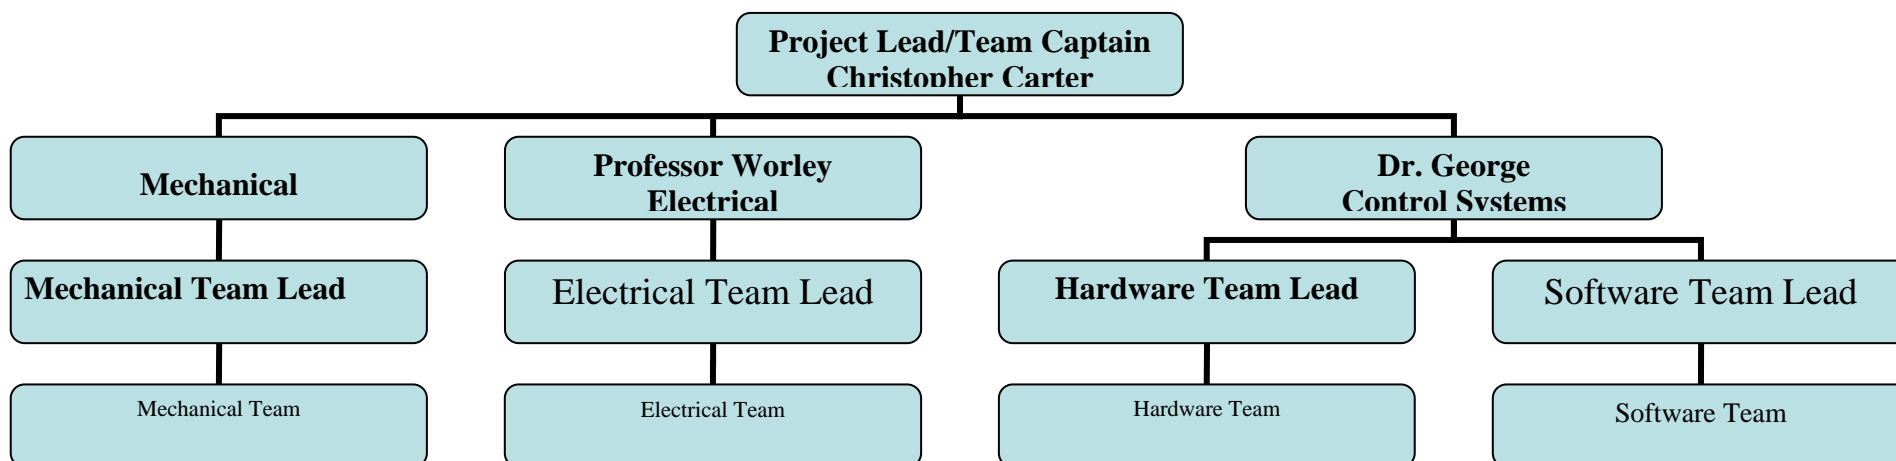 Project Lead/Team Captain
Christopher Carter
Mechanical
Professor Worley
Electrical
Dr. George
Control Systems
Mechanical Team Lead
Electrical Team Lead
Hardware Team Lead
Software Team Lead
Mechanical Team
Electrical Team
Hardware Team
Software Team